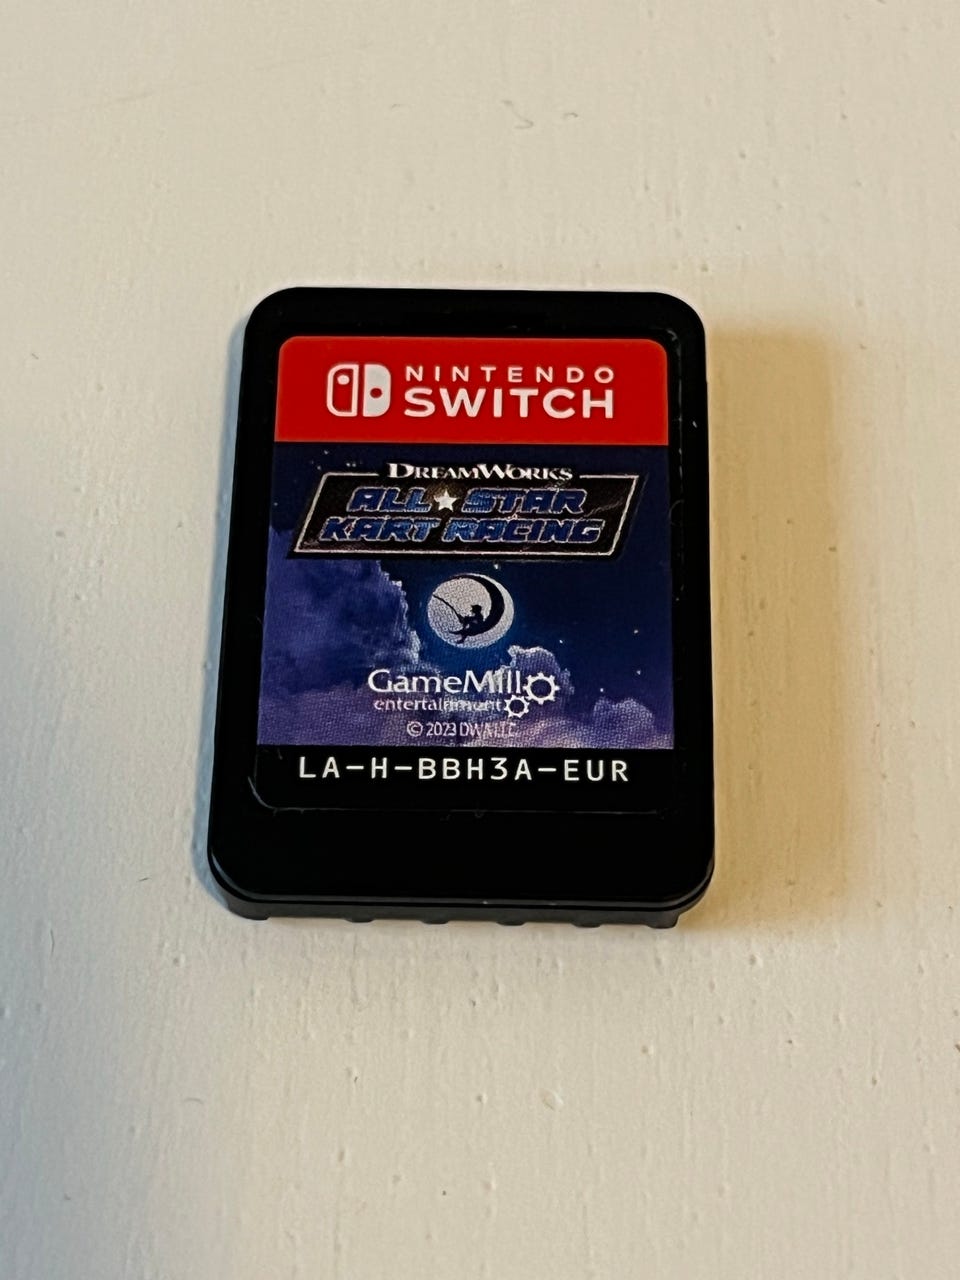 NINTENDO
SWITCH
DREAMWORKS
ALL★STAR
KART RACING
GameMill
entertainment
© 2023 DWA LLC
LA-H-BBH3A-EUR